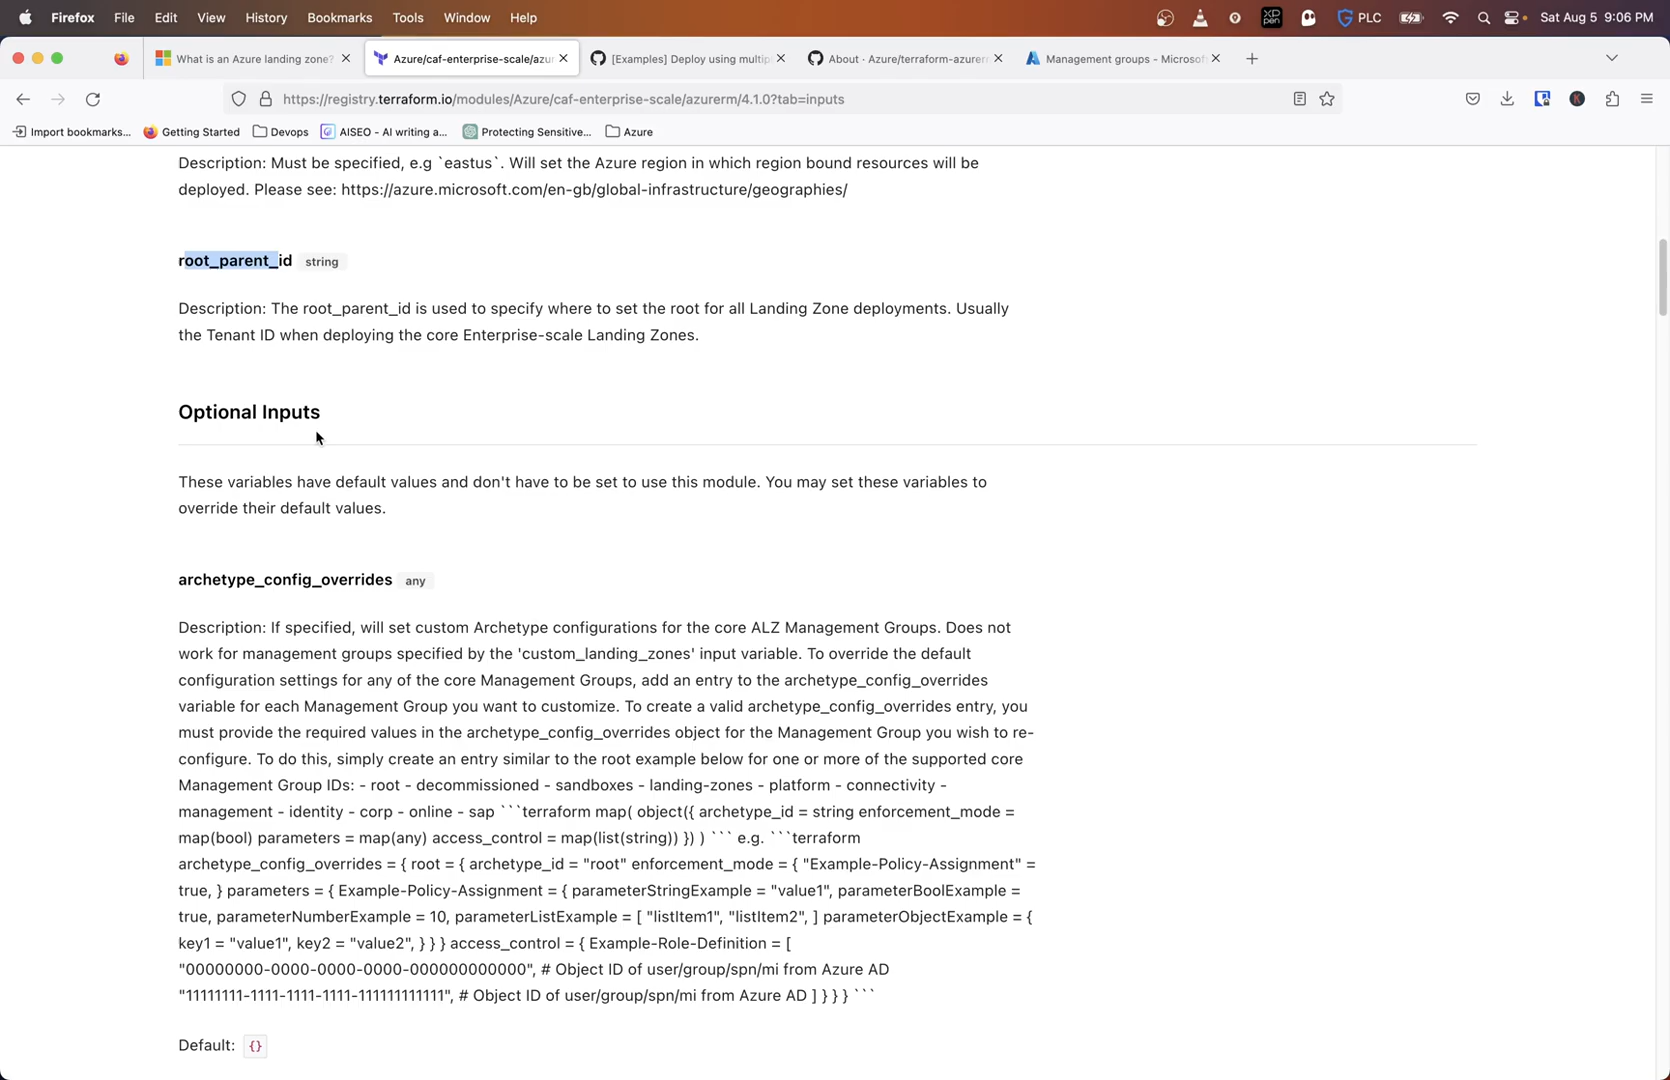 Firefox File Edit View History Bookmarks Tools Window Help PLC Sat Aug 5 9:06 PM
What is an Azure landing zone? Azure/caf-enterprise-scale/azur [Examples] Deploy using multip About · Azure/terraform-azurerm Management groups - Microsof
https://registry.terraform.io/modules/Azure/caf-enterprise-scale/azurerm/4.1.0?tab=inputs
Import bookmarks... Getting Started Devops AISEO - AI writing a... Protecting Sensitive... Azure
Description: Must be specified, e.g `eastus`. Will set the Azure region in which region bound resources will be
deployed. Please see: https://azure.microsoft.com/en-gb/global-infrastructure/geographies/
root_parent_id string
Description: The root_parent_id is used to specify where to set the root for all Landing Zone deployments. Usually
the Tenant ID when deploying the core Enterprise-scale Landing Zones.
Optional Inputs
These variables have default values and don't have to be set to use this module. You may set these variables to
override their default values.
archetype_config_overrides any
Description: If specified, will set custom Archetype configurations for the core ALZ Management Groups. Does not
work for management groups specified by the 'custom_landing_zones' input variable. To override the default
configuration settings for any of the core Management Groups, add an entry to the archetype_config_overrides
variable for each Management Group you want to customize. To create a valid archetype_config_overrides entry, you
must provide the required values in the archetype_config_overrides object for the Management Group you wish to re-
configure. To do this, simply create an entry similar to the root example below for one or more of the supported core
Management Group IDs: - root - decommissioned - sandboxes - landing-zones - platform - connectivity -
management - identity - corp - online - sap ```terraform map( object({ archetype_id = string enforcement_mode =
map(bool) parameters = map(any) access_control = map(list(string)) }) ) ``` e.g. ```terraform
archetype_config_overrides = { root = { archetype_id = "root" enforcement_mode = { "Example-Policy-Assignment" =
true, } parameters = { Example-Policy-Assignment = { parameterStringExample = "value1", parameterBoolExample =
true, parameterNumberExample = 10, parameterListExample = [ "listItem1", "listItem2", ] parameterObjectExample = {
key1 = "value1", key2 = "value2", } } } access_control = { Example-Role-Definition = [
"00000000-0000-0000-0000-000000000000", # Object ID of user/group/spn/mi from Azure AD
"11111111-1111-1111-1111-111111111111", # Object ID of user/group/spn/mi from Azure AD ] } } } ```
Default: {}